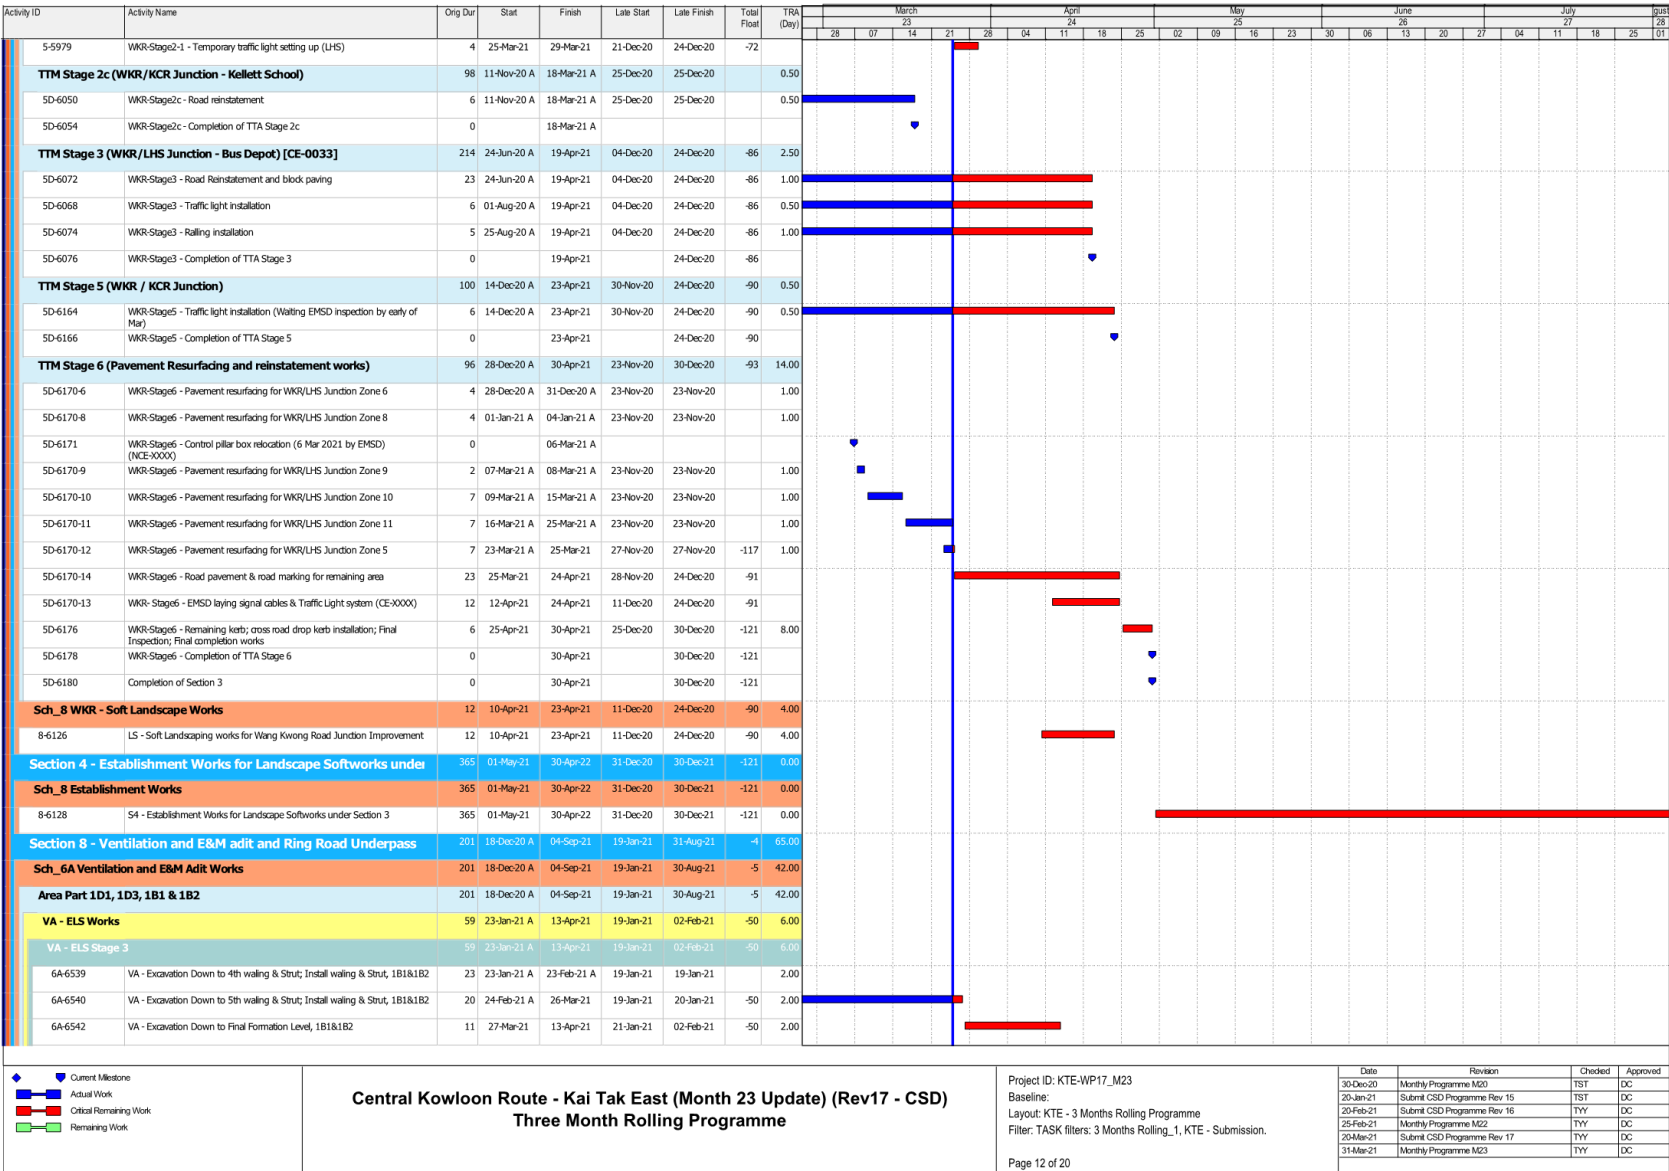 Activity ID Activity Name Orig Dur Start Finish Late Start Late Finish Total Float TRA (Day)
March April May June July gust
23 24 25 26 27 28
28 07 14 21 28 04 11 18 25 02 09 16 23 30 06 13 20 27 04 11 18 25 01
5-5979 WKR-Stage2-1 - Temporary traffic light setting up (LHS) 4 25-Mar-21 29-Mar-21 21-Dec-20 24-Dec-20 -72
TTM Stage 2c (WKR/KCR Junction - Kellett School) 98 11-Nov-20 A 18-Mar-21 A 25-Dec-20 25-Dec-20 0.50
5D-6050 WKR-Stage2c - Road reinstatement 6 11-Nov-20 A 18-Mar-21 A 25-Dec-20 25-Dec-20 0.50
5D-6054 WKR-Stage2c - Completion of TTA Stage 2c 0 18-Mar-21 A
TTM Stage 3 (WKR/LHS Junction - Bus Depot) [CE-0033] 214 24-Jun-20 A 19-Apr-21 04-Dec-20 24-Dec-20 -86 2.50
5D-6072 WKR-Stage3 - Road Reinstatement and block paving 23 24-Jun-20 A 19-Apr-21 04-Dec-20 24-Dec-20 -86 1.00
5D-6068 WKR-Stage3 - Traffic light installation 6 01-Aug-20 A 19-Apr-21 04-Dec-20 24-Dec-20 -86 0.50
5D-6074 WKR-Stage3 - Railing installation 5 25-Aug-20 A 19-Apr-21 04-Dec-20 24-Dec-20 -86 1.00
5D-6076 WKR-Stage3 - Completion of TTA Stage 3 0 19-Apr-21 24-Dec-20 -86
TTM Stage 5 (WKR / KCR Junction) 100 14-Dec-20 A 23-Apr-21 30-Nov-20 24-Dec-20 -90 0.50
5D-6164 WKR-Stage5 - Traffic light installation (Waiting EMSD inspection by early of 6 14-Dec-20 A 23-Apr-21 30-Nov-20 24-Dec-20 -90 0.50
Mar)
5D-6166 WKR-Stage5 - Completion of TTA Stage 5 0 23-Apr-21 24-Dec-20 -90
TTM Stage 6 (Pavement Resurfacing and reinstatement works) 96 28-Dec-20 A 30-Apr-21 23-Nov-20 30-Dec-20 -93 14.00
5D-6170-6 WKR-Stage6 - Pavement resurfacing for WKR/LHS Junction Zone 6 4 28-Dec-20 A 31-Dec-20 A 23-Nov-20 23-Nov-20 1.00
5D-6170-8 WKR-Stage6 - Pavement resurfacing for WKR/LHS Junction Zone 8 4 01-Jan-21 A 04-Jan-21 A 23-Nov-20 23-Nov-20 1.00
5D-6171 WKR-Stage6 - Control pillar box relocation (6 Mar 2021 by EMSD) 0 06-Mar-21 A
(NCE-XXXX)
5D-6170-9 WKR-Stage6 - Pavement resurfacing for WKR/LHS Junction Zone 9 2 07-Mar-21 A 08-Mar-21 A 23-Nov-20 23-Nov-20 1.00
5D-6170-10 WKR-Stage6 - Pavement resurfacing for WKR/LHS Junction Zone 10 7 09-Mar-21 A 15-Mar-21 A 23-Nov-20 23-Nov-20 1.00
5D-6170-11 WKR-Stage6 - Pavement resurfacing for WKR/LHS Junction Zone 11 7 16-Mar-21 A 25-Mar-21 A 23-Nov-20 23-Nov-20 1.00
5D-6170-12 WKR-Stage6 - Pavement resurfacing for WKR/LHS Junction Zone 5 7 23-Mar-21 A 25-Mar-21 27-Nov-20 27-Nov-20 -117 1.00
5D-6170-14 WKR-Stage6 - Road pavement & road marking for remaining area 23 25-Mar-21 24-Apr-21 28-Nov-20 24-Dec-20 -91
5D-6170-13 WKR- Stage6 - EMSD laying signal cables & Traffic Light system (CE-XXXX) 12 12-Apr-21 24-Apr-21 11-Dec-20 24-Dec-20 -91
5D-6176 WKR-Stage6 - Remaining kerb; cross road drop kerb installation; Final 6 25-Apr-21 30-Apr-21 25-Dec-20 30-Dec-20 -121 8.00
Inspection; Final completion works
5D-6178 WKR-Stage6 - Completion of TTA Stage 6 0 30-Apr-21 30-Dec-20 -121
5D-6180 Completion of Section 3 0 30-Apr-21 30-Dec-20 -121
Sch_8 WKR - Soft Landscape Works 12 10-Apr-21 23-Apr-21 11-Dec-20 24-Dec-20 -90 4.00
8-6126 LS - Soft Landscaping works for Wang Kwong Road Junction Improvement 12 10-Apr-21 23-Apr-21 11-Dec-20 24-Dec-20 -90 4.00
Section 4 - Establishment Works for Landscape Softworks unde 365 01-May-21 30-Apr-22 31-Dec-20 30-Dec-21 -121 0.00
Sch_8 Establishment Works 365 01-May-21 30-Apr-22 31-Dec-20 30-Dec-21 -121 0.00
8-6128 S4 - Establishment Works for Landscape Softworks under Section 3 365 01-May-21 30-Apr-22 31-Dec-20 30-Dec-21 -121 0.00
Section 8 - Ventilation and E&M adit and Ring Road Underpass 201 18-Dec-20 A 04-Sep-21 19-Jan-21 31-Aug-21 -4 65.00
Sch_6A Ventilation and E&M Adit Works 201 18-Dec-20 A 04-Sep-21 19-Jan-21 30-Aug-21 -5 42.00
Area Part 1D1, 1D3, 1B1 & 1B2 201 18-Dec-20 A 04-Sep-21 19-Jan-21 30-Aug-21 -5 42.00
VA - ELS Works 59 23-Jan-21 A 13-Apr-21 19-Jan-21 02-Feb-21 -50 6.00
VA - ELS Stage 3 59 23-Jan-21 A 13-Apr-21 19-Jan-21 02-Feb-21 -50 6.00
6A-6539 VA - Excavation Down to 4th waling & Strut; Install waling & Strut, 1B1&1B2 23 23-Jan-21 A 23-Feb-21 A 19-Jan-21 19-Jan-21 2.00
6A-6540 VA - Excavation Down to 5th waling & Strut; Install waling & Strut, 1B1&1B2 20 24-Feb-21 A 26-Mar-21 19-Jan-21 20-Jan-21 -50 2.00
6A-6542 VA - Excavation Down to Final Formation Level, 1B1&1B2 11 27-Mar-21 13-Apr-21 21-Jan-21 02-Feb-21 -50 2.00
Current Milestone
Actual Work
Critical Remaining Work
Remaining Work
Central Kowloon Route - Kai Tak East (Month 23 Update) (Rev17 - CSD)
Three Month Rolling Programme
Project ID: KTE-WP17_M23
Baseline:
Layout: KTE - 3 Months Rolling Programme
Filter: TASK filters: 3 Months Rolling_1, KTE - Submission.
Page 12 of 20
Date Revision Checked Approved
30-Dec-20 Monthly Programme M20 TST DC
20-Jan-21 Submit CSD Programme Rev 15 TST DC
20-Feb-21 Submit CSD Programme Rev 16 TYY DC
25-Feb-21 Monthly Programme M22 TYY DC
20-Mar-21 Submit CSD Programme Rev 17 TYY DC
31-Mar-21 Monthly Programme M23 TYY DC